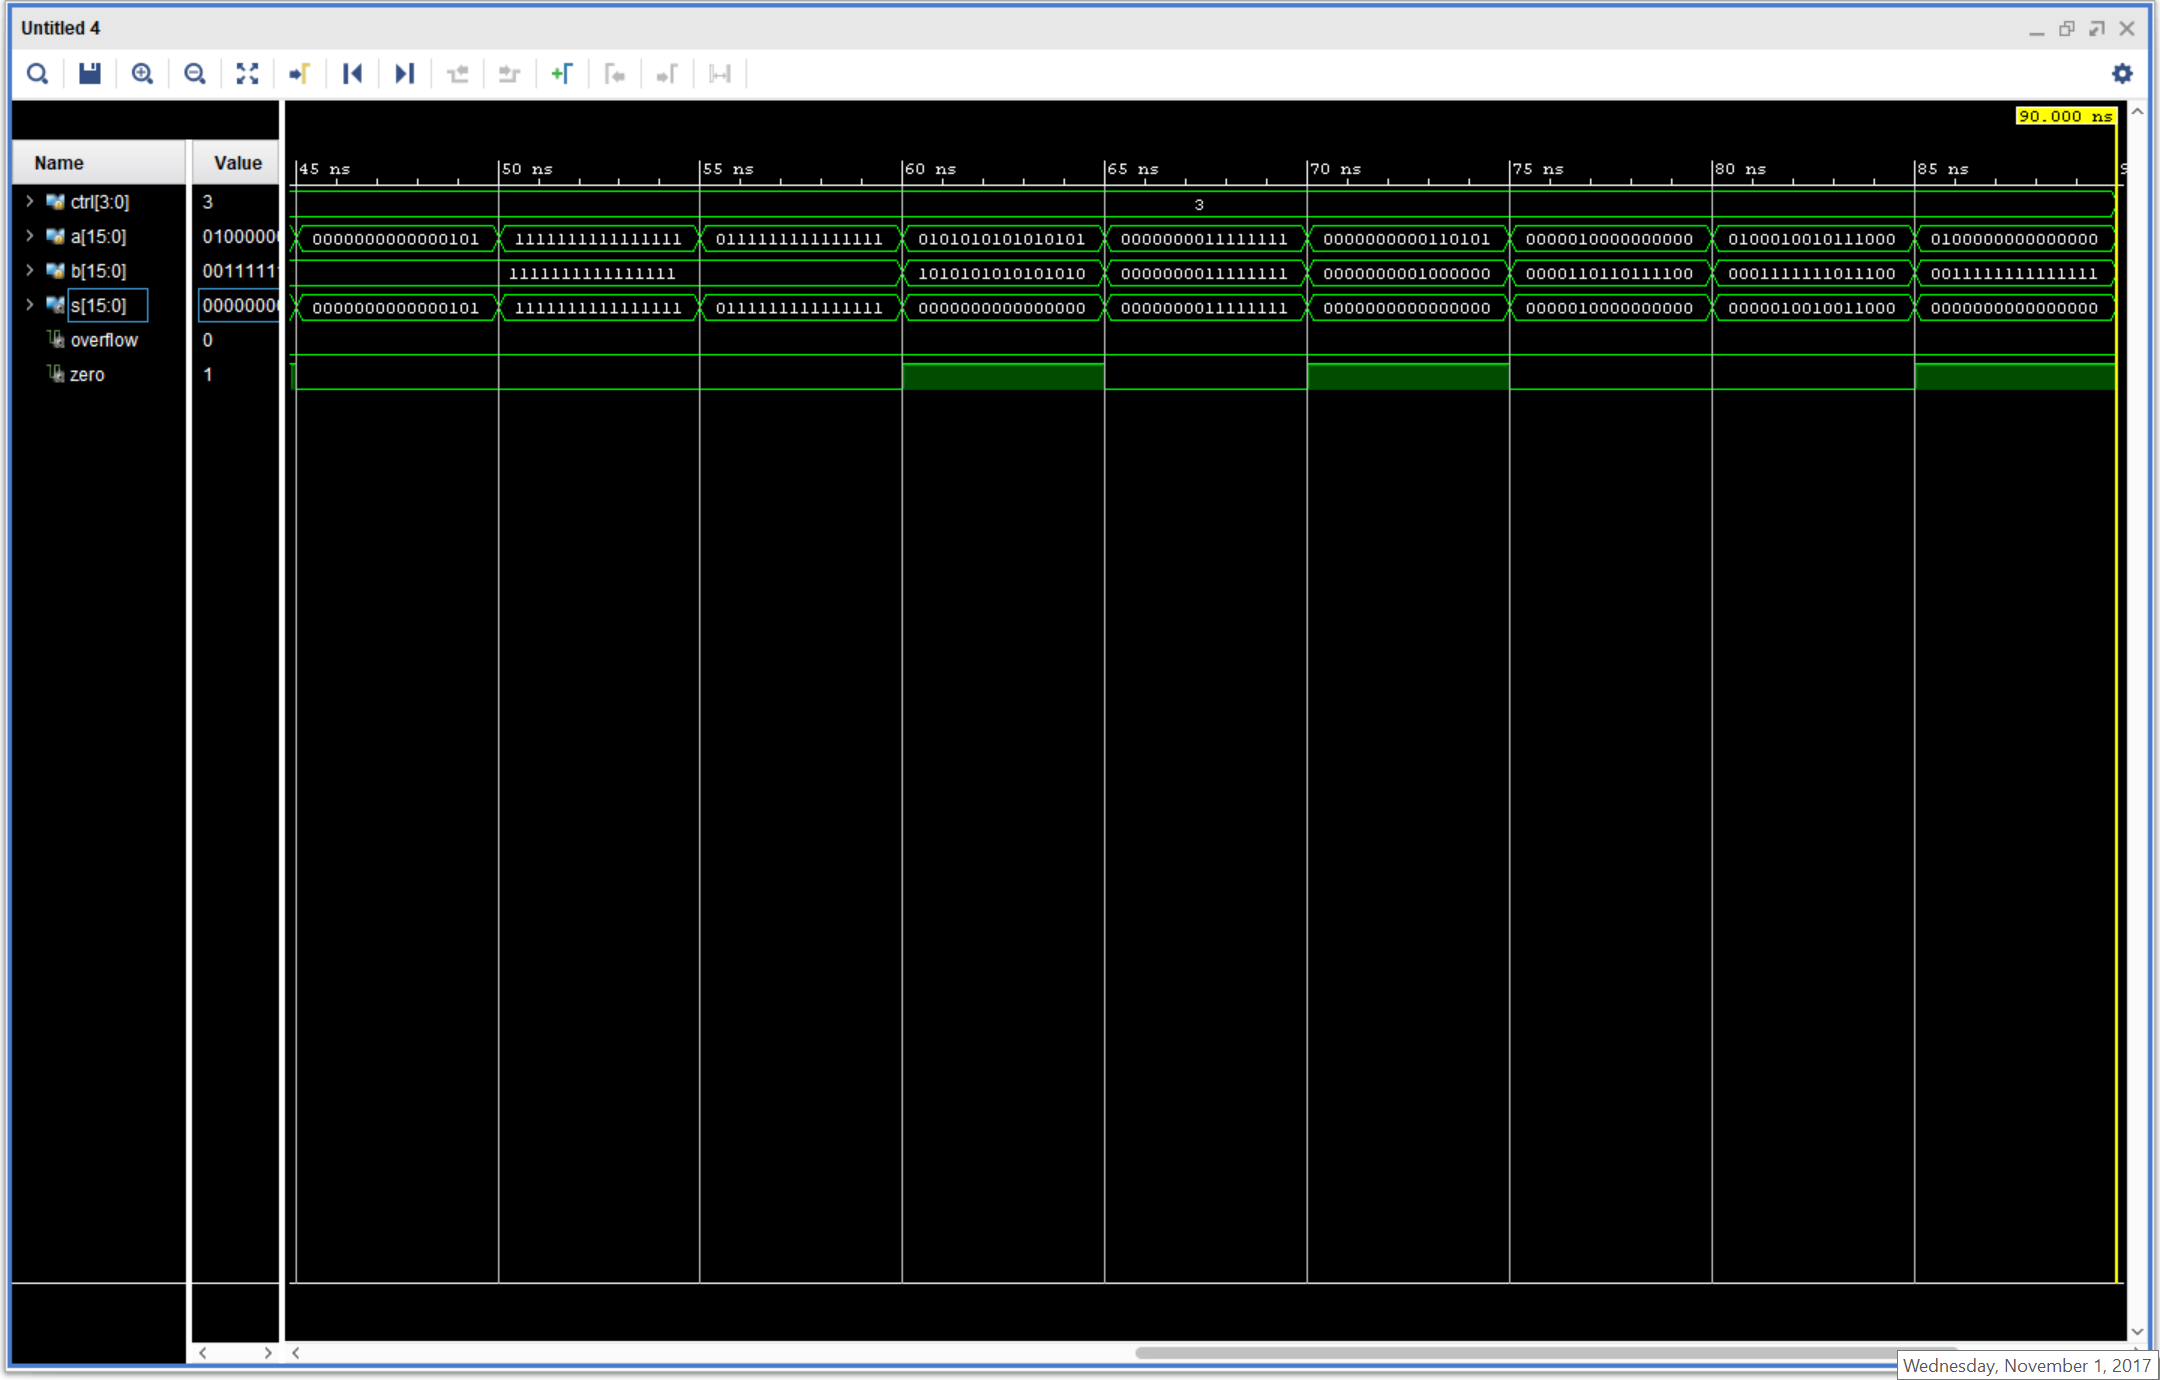 Untitled 4
90.000 ns
Name Value
45 ns 50 ns 55 ns 60 ns 65 ns 70 ns 75 ns 80 ns 85 ns 9
ctrl[3:0] 3 3
a[15:0] 01000000 0000000000000101 1111111111111111 0111111111111111 0101010101010101 0000000011111111 0000000000110101 0000010000000000 0100010010111000 0100000000000000
b[15:0] 00111111 1111111111111111 1010101010101010 0000000011111111 0000000001000000 0000110110111100 0001111111011100 0011111111111111
s[15:0] 00000000 0000000000000101 1111111111111111 0111111111111111 0000000000000000 0000000011111111 0000000000000000 0000010000000000 0000010010011000 0000000000000000
overflow 0
zero 1
Wednesday, November 1, 2017